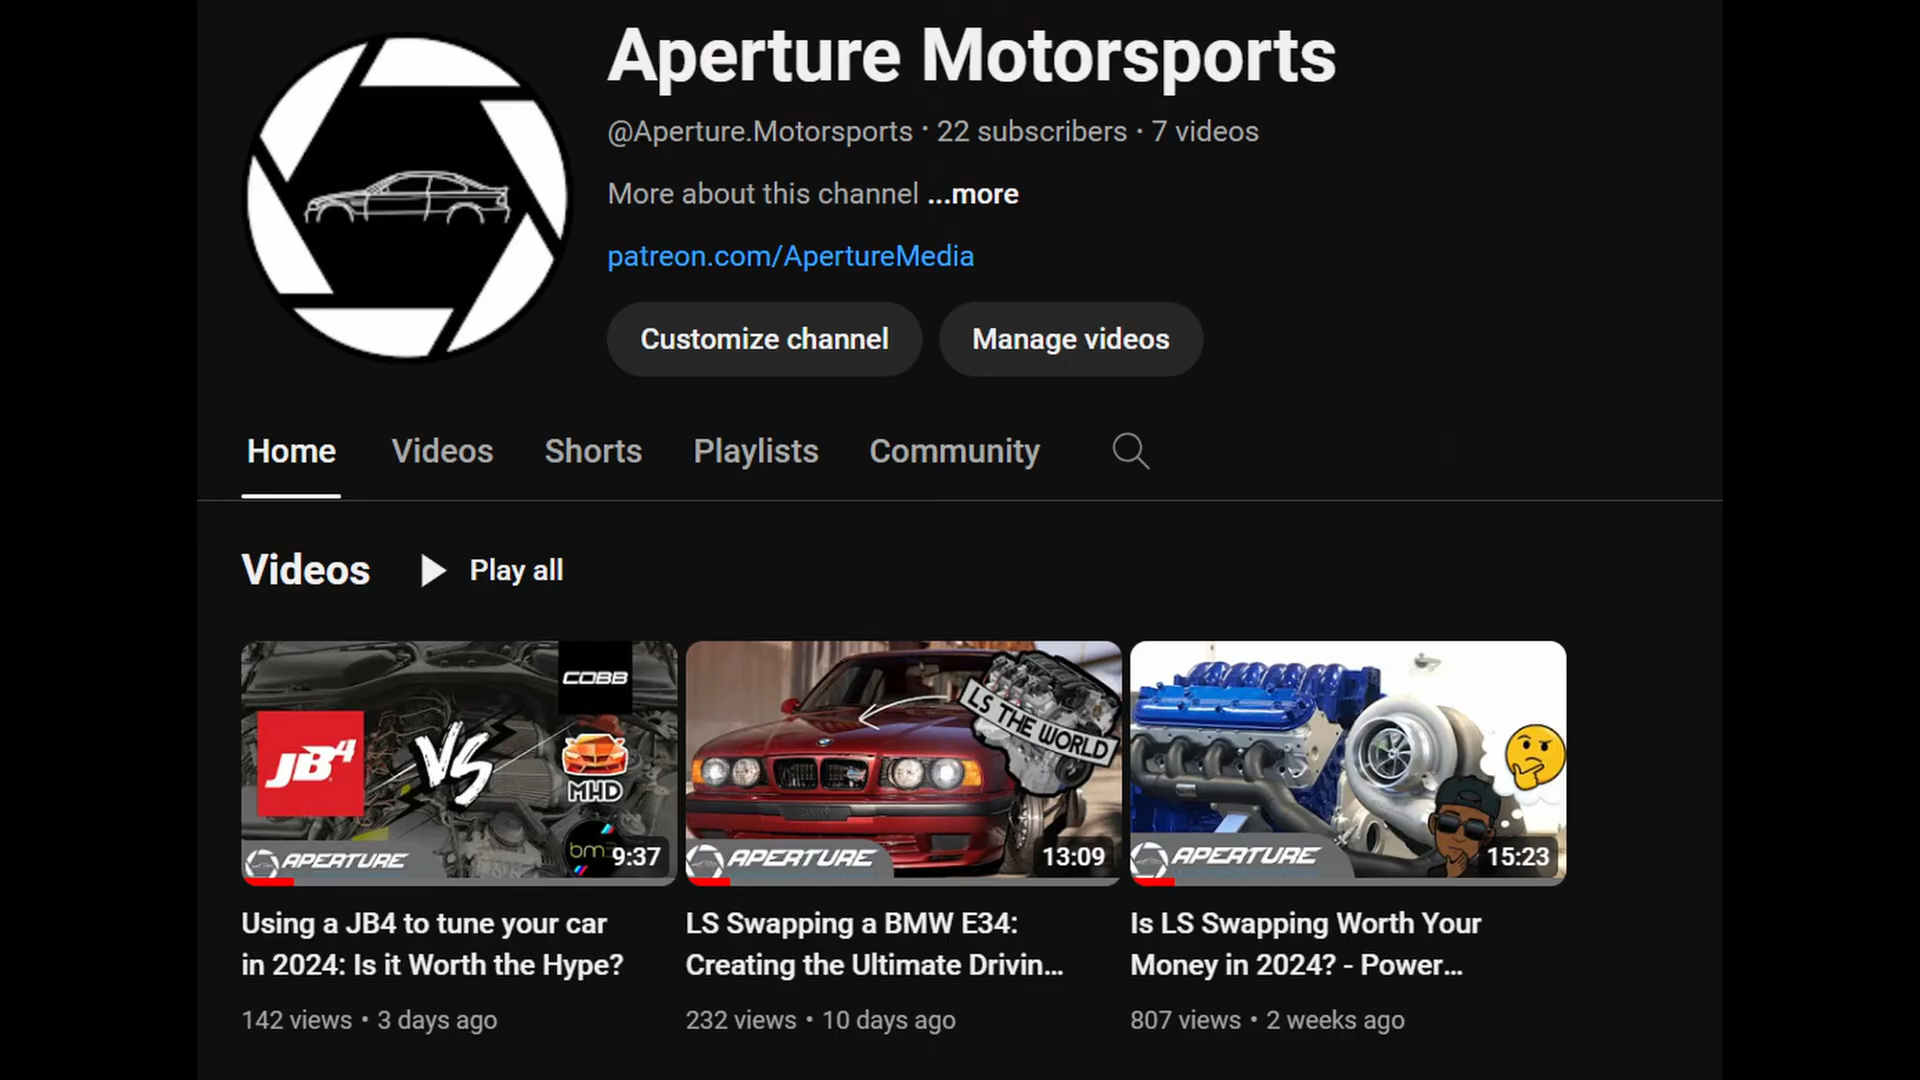 Aperture Motorsports
@Aperture.Motorsports • 22 subscribers • 7 videos
More about this channel ...more
patreon.com/ApertureMedia
Customize channel
Manage videos
Home
Videos
Shorts
Playlists
Community
Videos
Play all
COBB
JB4
VS
MHD
bm3
APERTURE
9:37
LS THE WORLD
APERTURE
13:09
APERTURE
15:23
Using a JB4 to tune your car
in 2024: Is it Worth the Hype?
142 views • 3 days ago
LS Swapping a BMW E34:
Creating the Ultimate Drivin...
232 views • 10 days ago
Is LS Swapping Worth Your
Money in 2024? - Power...
807 views • 2 weeks ago